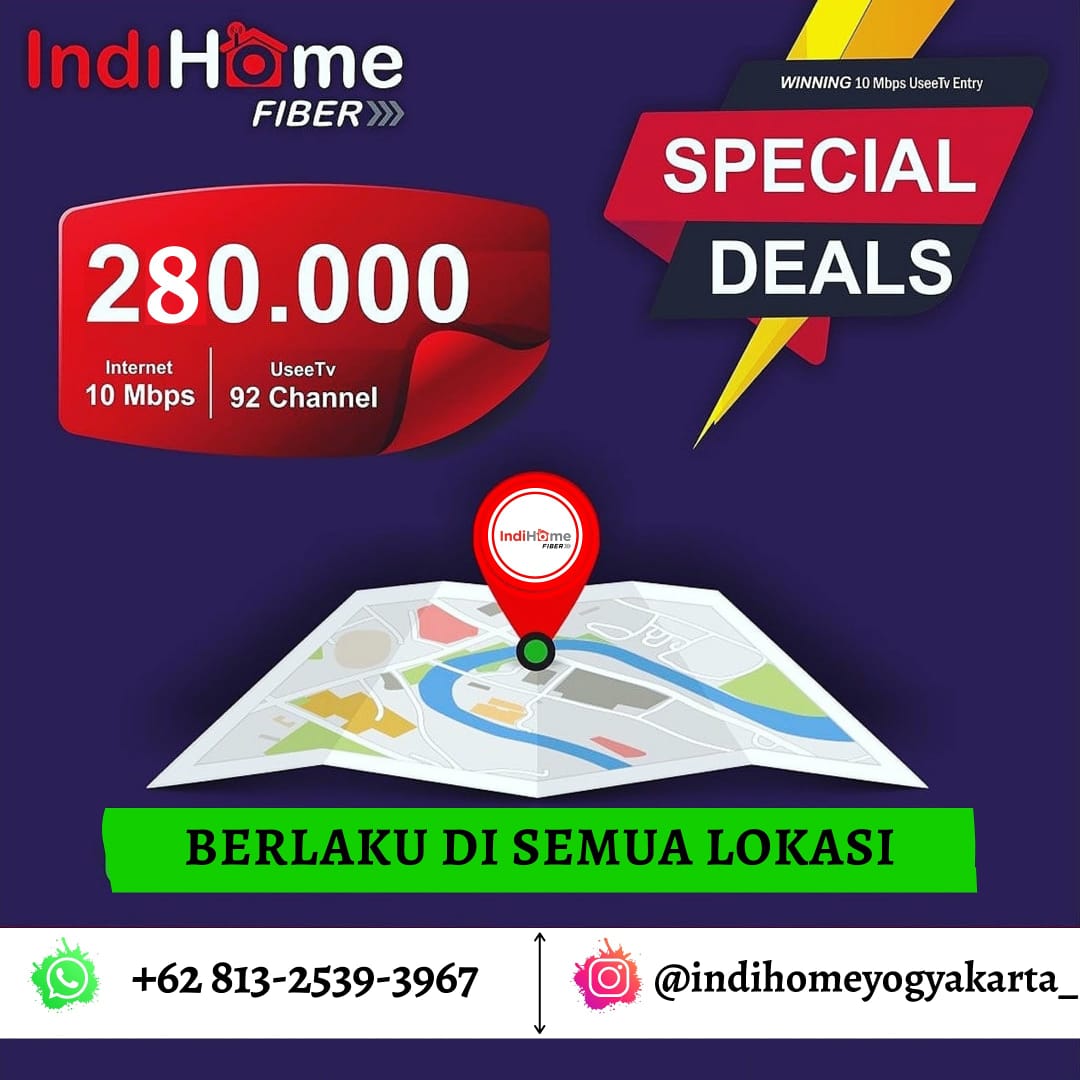 IndiHome
FIBER
WINNING 10 Mbps UseeTv Entry
SPECIAL
DEALS
280.000
Internet
10 Mbps
UseeTv
92 Channel
IndiHome
FIBER
BERLAKU DI SEMUA LOKASI
+62 813-2539-3967
@indihomeyogyakarta_